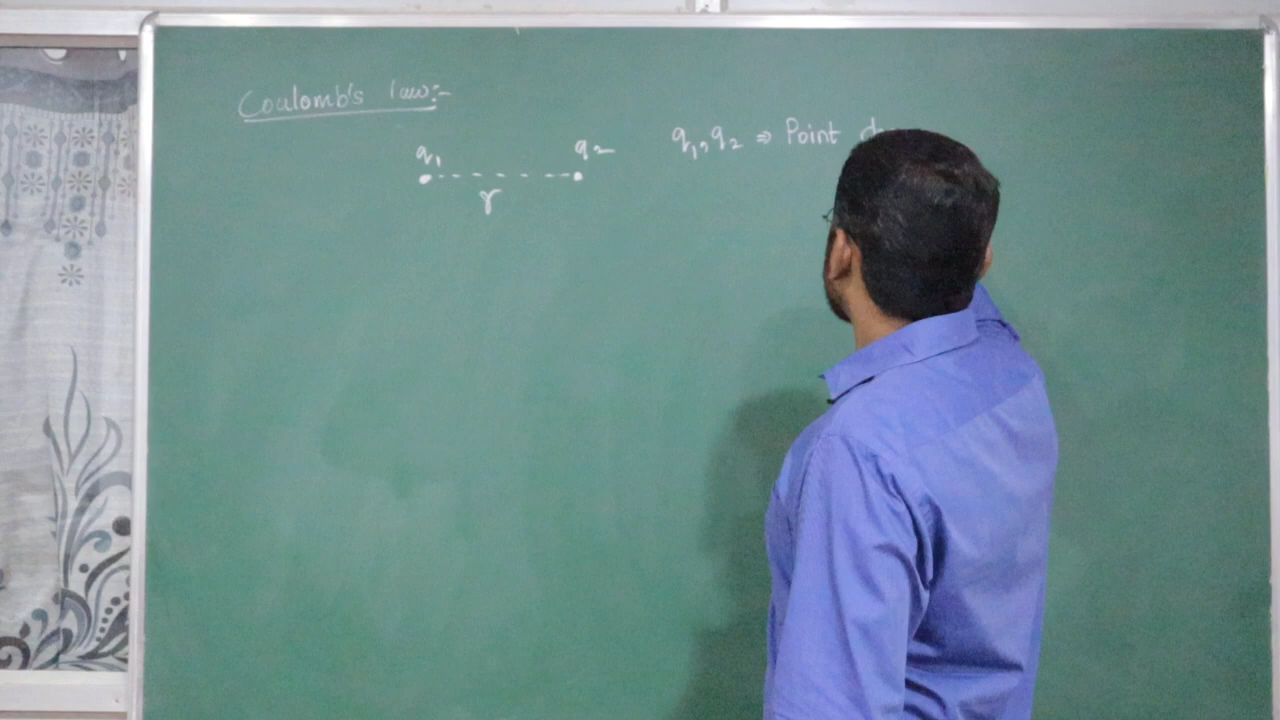 Coulomb's law:-
q₁ q₂ q₁, q₂ ⇒ Point
r